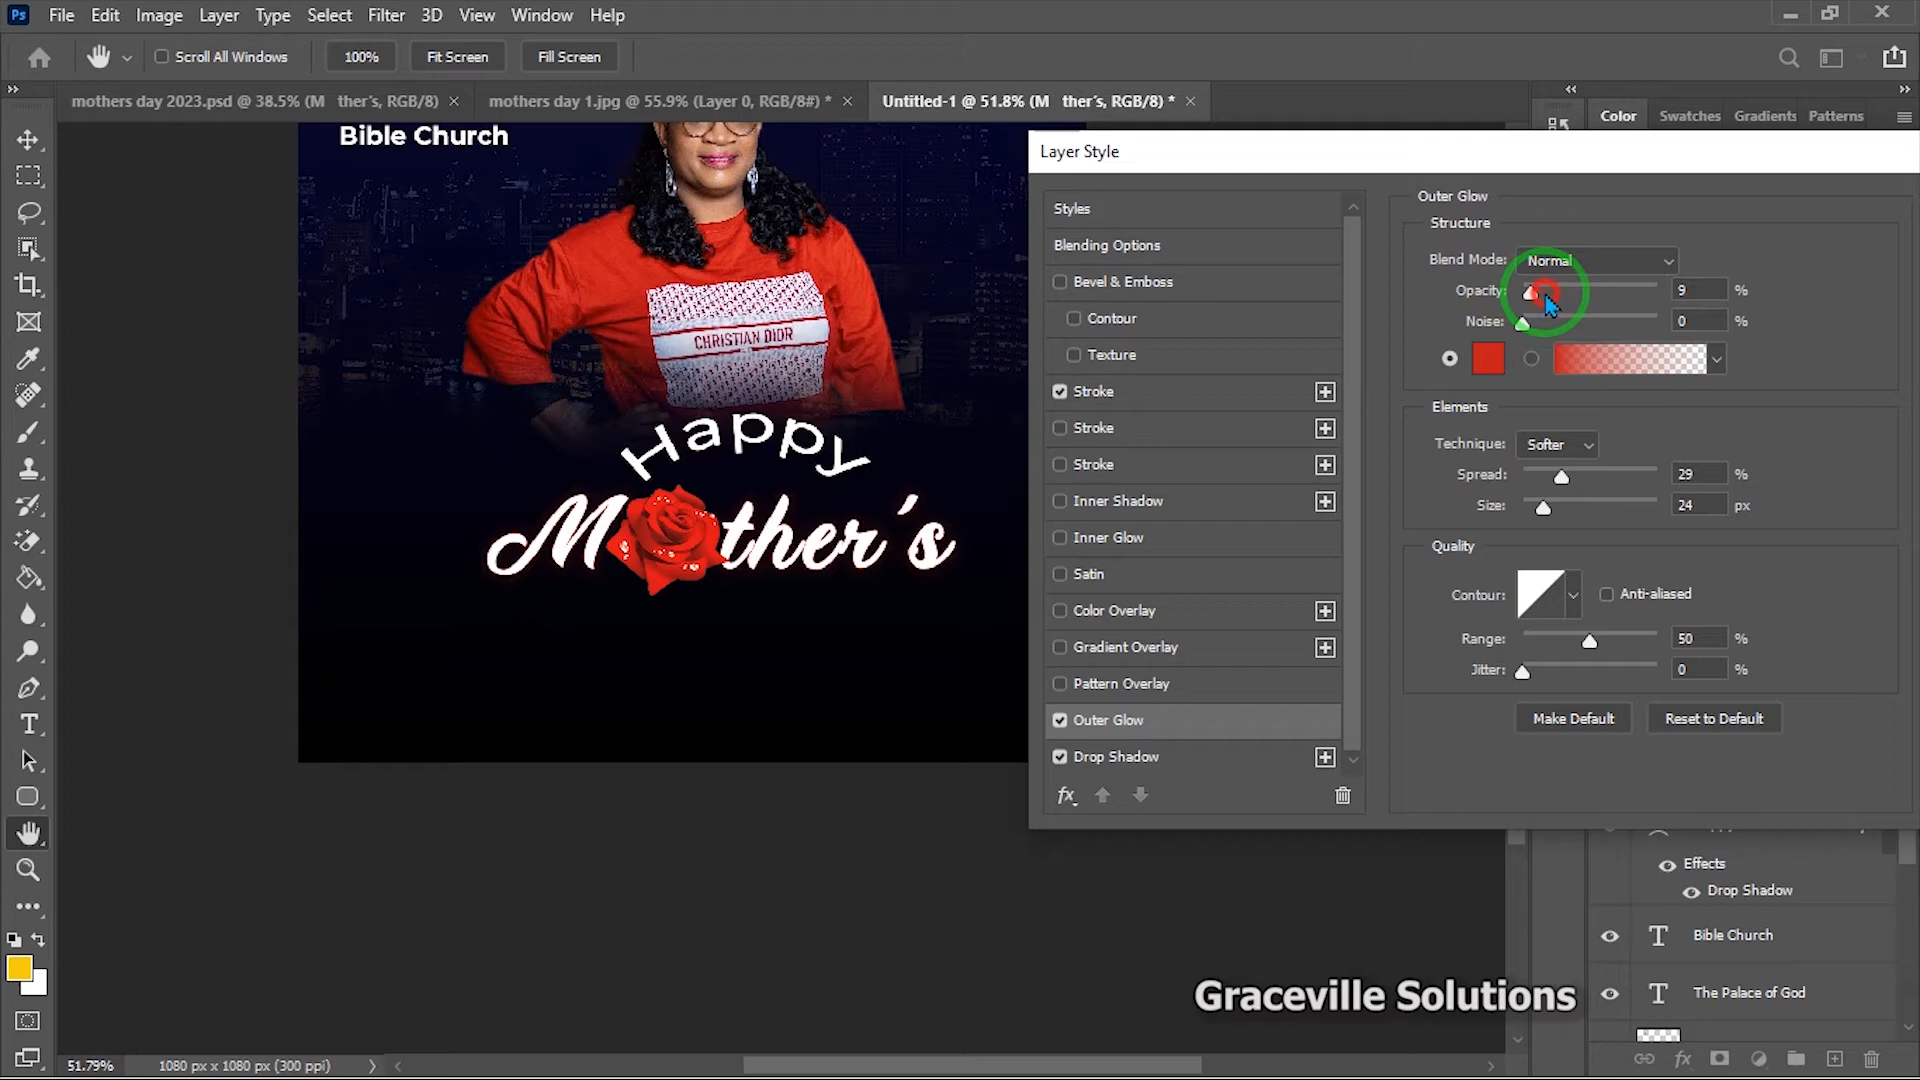 Ps File Edit Image Layer Type Select Filter 3D View Window Help
Scroll All Windows 100% Fit Screen Fill Screen
mothers day 2023.psd @ 38.5% (M ther's, RGB/8) × mothers day 1.jpg @ 55.9% (Layer 0, RGB/8#) * × Untitled-1 @ 51.8% (M ther's, RGB/8) * ×
Color Swatches Gradients Patterns
Bible Church
CHRISTIAN DIOR
Happy
M ther's
Layer Style
Styles
Blending Options
Bevel & Emboss
Contour
Texture
Stroke
Stroke
Stroke
Inner Shadow
Inner Glow
Satin
Color Overlay
Gradient Overlay
Pattern Overlay
Outer Glow
Drop Shadow
fx
Outer Glow
Structure
Blend Mode: Normal
Opacity: 9 %
Noise: 0 %
Elements
Technique: Softer
Spread: 29 %
Size: 24 px
Quality
Contour: Anti-aliased
Range: 50 %
Jitter: 0 %
Make Default Reset to Default
Effects
Drop Shadow
T Bible Church
T The Palace of God
Graceville Solutions
fx
51.79% 1080 px x 1080 px (300 ppi)